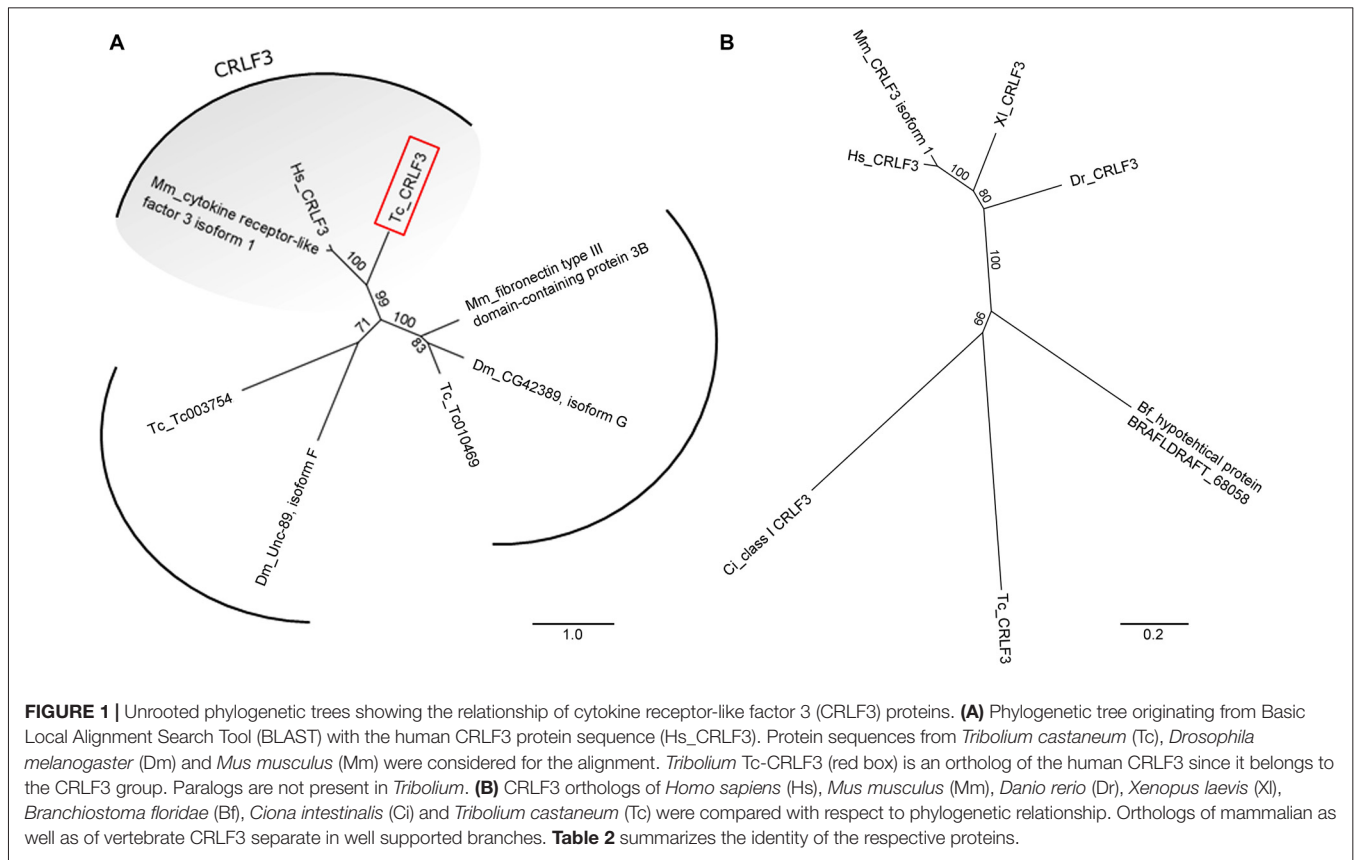 A
CRLF3
Hs_CRLF3
Tc_CRLF3
Mm_cytokine receptor-like
factor 3 isoform 1
100
99
71
100
83
Mm_fibronectin type III
domain-containing protein 3B
Dm_CG42389, isoform G
Tc_Tc010469
Tc_Tc003754
Dm_Unc-89, isoform F
1.0
B
Mm_CRLF3 isoform 1
Xl_CRLF3
Hs_CRLF3
Dr_CRLF3
100
80
100
66
Bf_hypotehtical protein
BRAFLDRAFT_68058
Ci_class I CRLF3
Tc_CRLF3
0.2
FIGURE 1 | Unrooted phylogenetic trees showing the relationship of cytokine receptor-like factor 3 (CRLF3) proteins. (A) Phylogenetic tree originating from Basic
Local Alignment Search Tool (BLAST) with the human CRLF3 protein sequence (Hs_CRLF3). Protein sequences from Tribolium castaneum (Tc), Drosophila
melanogaster (Dm) and Mus musculus (Mm) were considered for the alignment. Tribolium Tc-CRLF3 (red box) is an ortholog of the human CRLF3 since it belongs to
the CRLF3 group. Paralogs are not present in Tribolium. (B) CRLF3 orthologs of Homo sapiens (Hs), Mus musculus (Mm), Danio rerio (Dr), Xenopus laevis (Xl),
Branchiostoma floridae (Bf), Ciona intestinalis (Ci) and Tribolium castaneum (Tc) were compared with respect to phylogenetic relationship. Orthologs of mammalian as
well as of vertebrate CRLF3 separate in well supported branches. Table 2 summarizes the identity of the respective proteins.